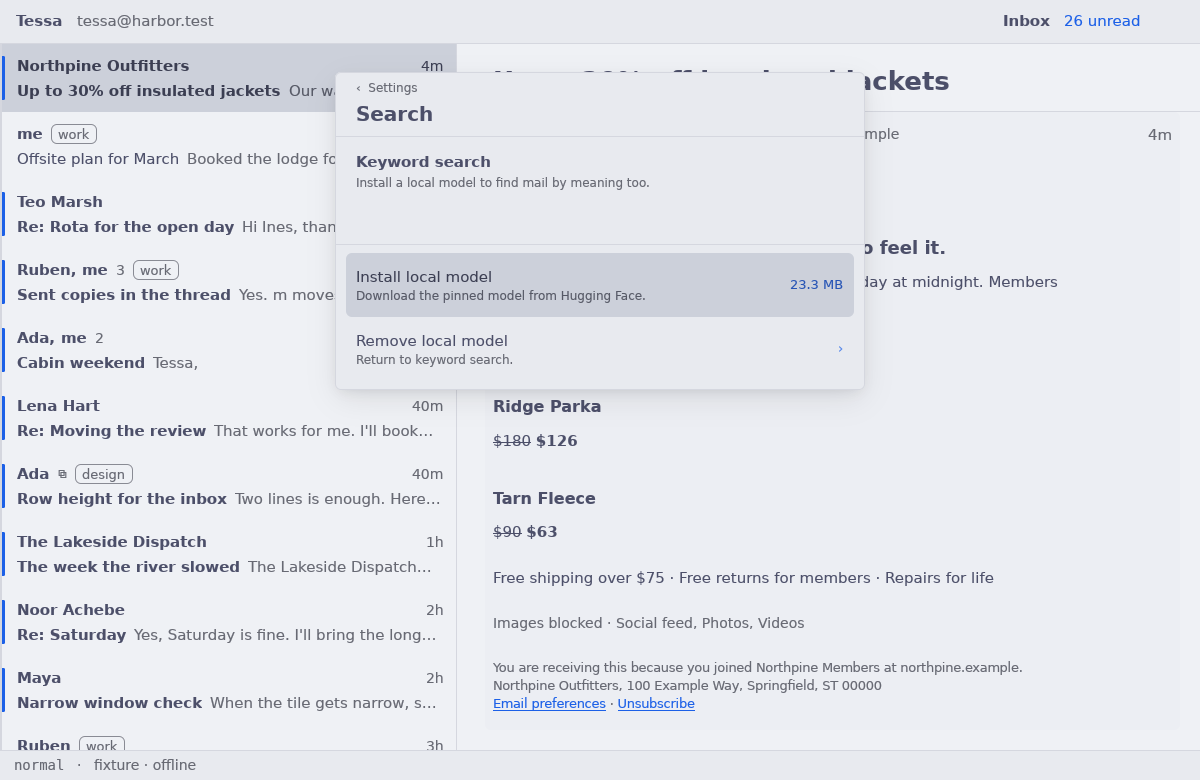 Tessa tessa@harbor.test
Inbox 26 unread
Northpine Outfitters 4m
Up to 30% off insulated jackets Our
me work
Offsite plan for March Booked the lodge
Teo Marsh
Re: Rota for the open day Hi Ines,
Ruben, me 3 work
Sent copies in the thread Yes. m move
Ada, me 2
Cabin weekend Tessa,
Lena Hart 40m
Re: Moving the review That works for me. I'll book…
Ada ⧉ design 40m
Row height for the inbox Two lines is enough. Here…
The Lakeside Dispatch 1h
The week the river slowed The Lakeside Dispatch…
Noor Achebe 2h
Re: Saturday Yes, Saturday is fine. I'll bring the long…
Maya 2h
Narrow window check When the tile gets narrow, s…
Ruben work 3h
‹ Settings
Search
Keyword search
Install a local model to find mail by meaning too.
Install local model 23.3 MB
Download the pinned model from Hugging Face.
Remove local model ›
Return to keyword search.
4m
feel it.
at midnight. Members
Ridge Parka
$180 $126
Tarn Fleece
$90 $63
Free shipping over $75 · Free returns for members · Repairs for life
Images blocked · Social feed, Photos, Videos
You are receiving this because you joined Northpine Members at northpine.example.
Northpine Outfitters, 100 Example Way, Springfield, ST 00000
Email preferences · Unsubscribe
normal · fixture · offline